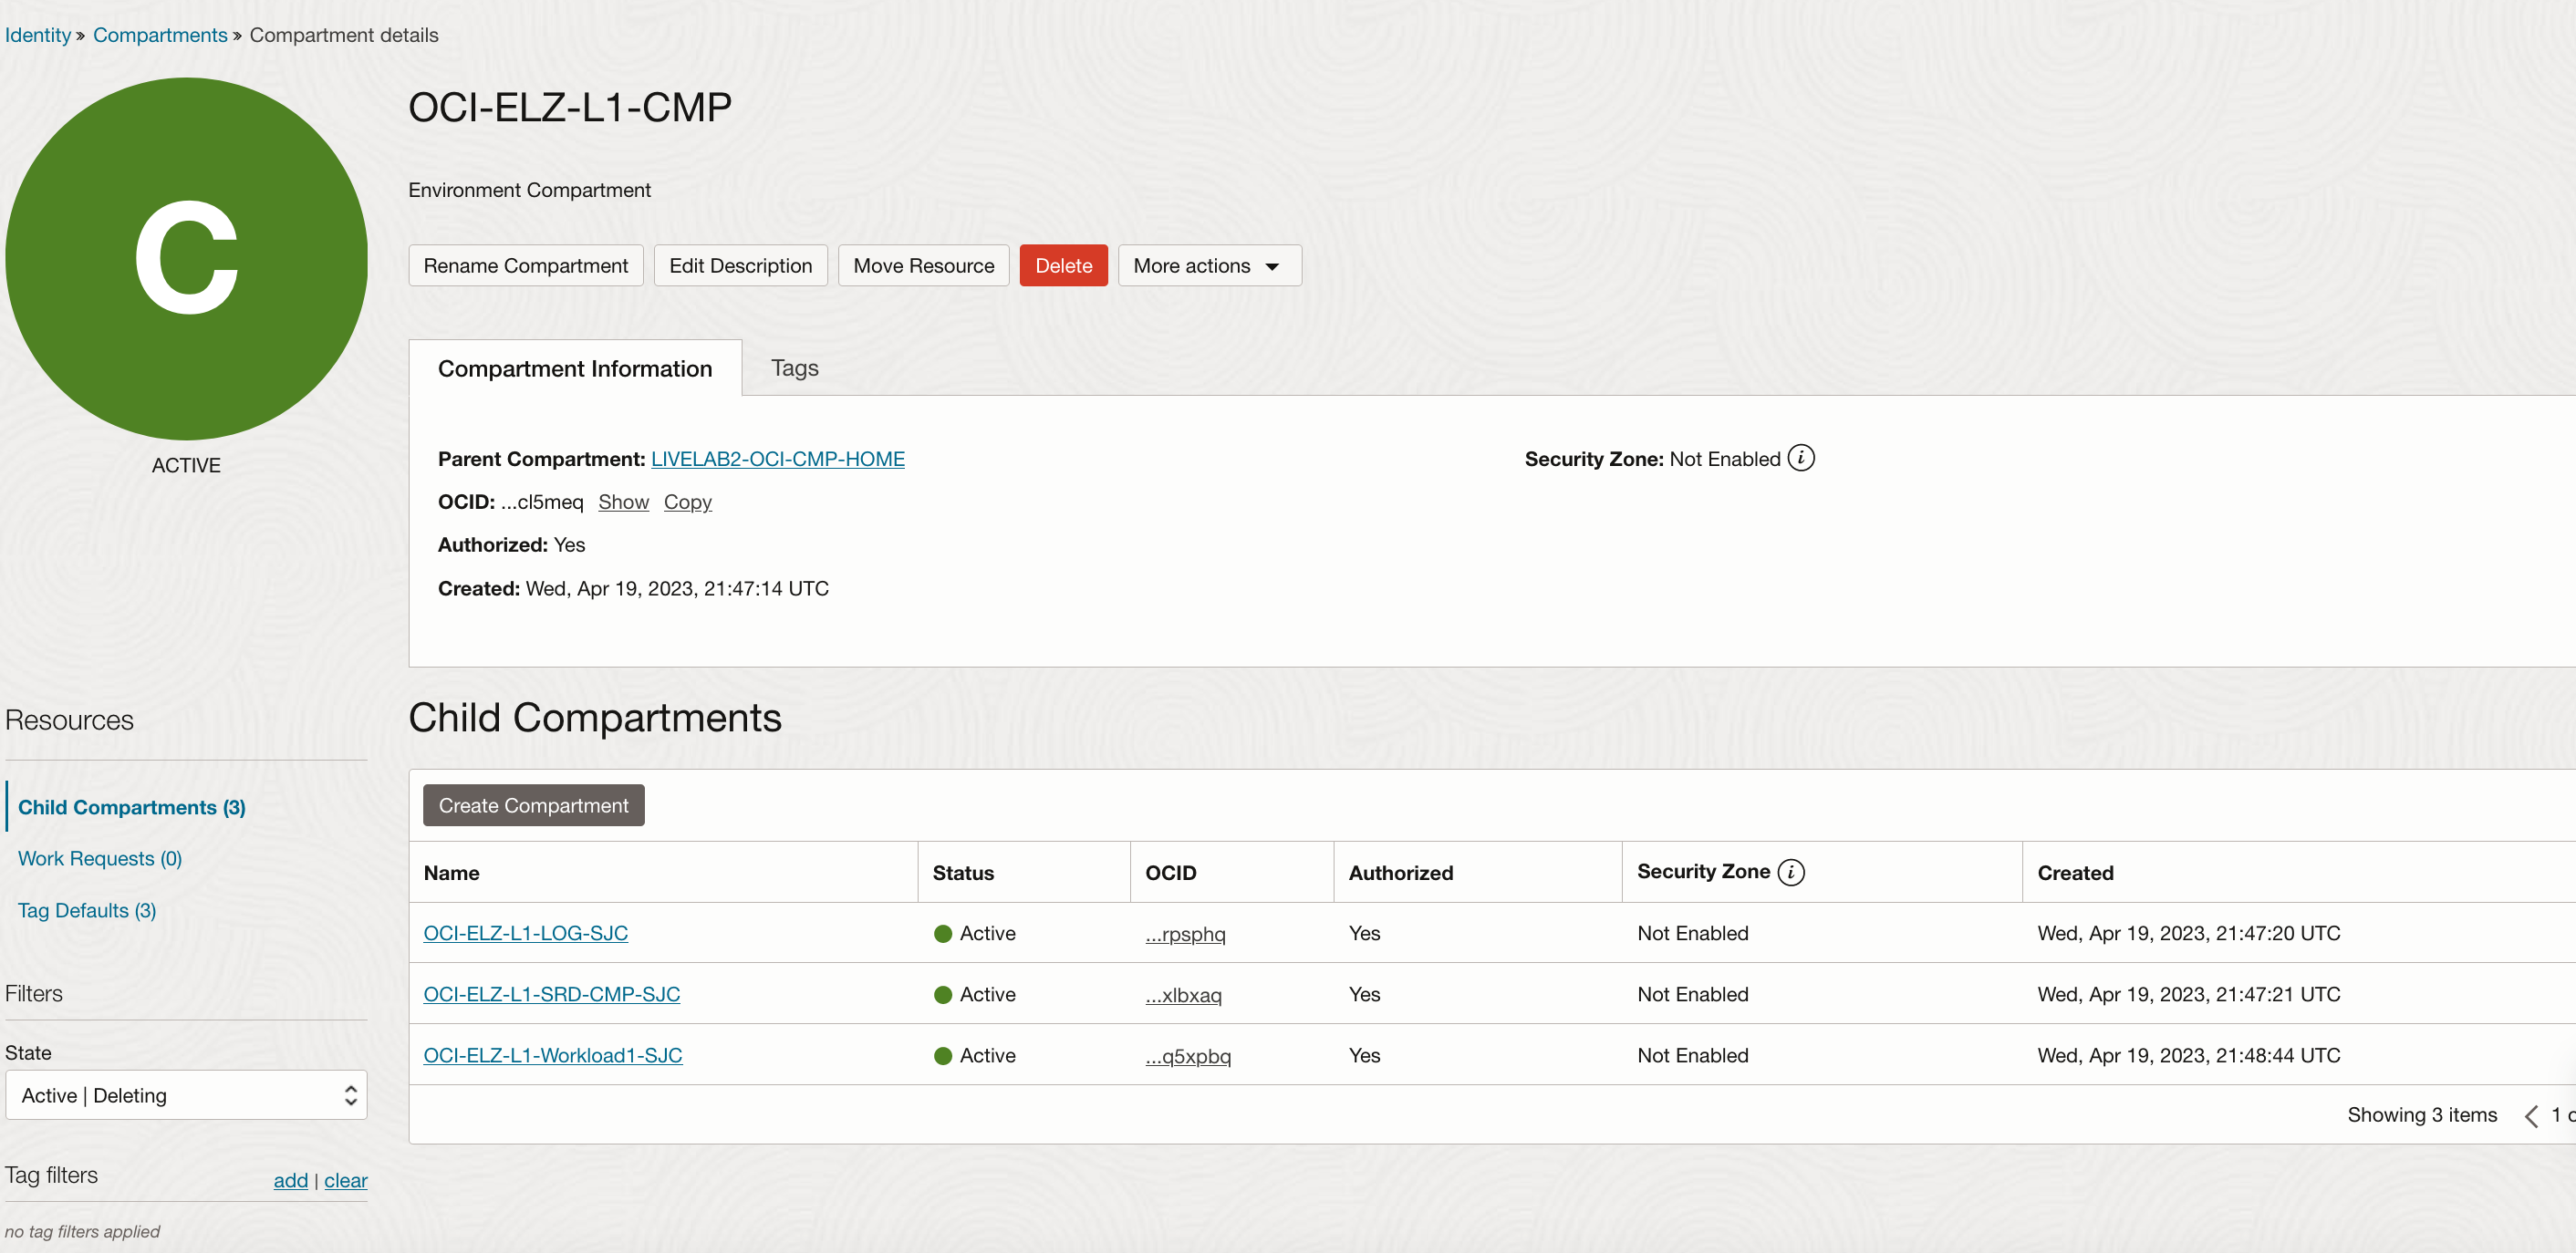 Identity » Compartments » Compartment details
C
ACTIVE
OCI-ELZ-L1-CMP
Environment Compartment
Rename Compartment Edit Description Move Resource Delete More actions
Compartment Information Tags
Parent Compartment: LIVELAB2-OCI-CMP-HOME Security Zone: Not Enabled i
OCID: ...cl5meq Show Copy
Authorized: Yes
Created: Wed, Apr 19, 2023, 21:47:14 UTC
Resources
Child Compartments (3)
Work Requests (0)
Tag Defaults (3)
Filters
State
Active | Deleting
Tag filters add | clear
no tag filters applied
Child Compartments
Create Compartment
Name Status OCID Authorized Security Zone i Created
OCI-ELZ-L1-LOG-SJC Active ...rpsphq Yes Not Enabled Wed, Apr 19, 2023, 21:47:20 UTC
OCI-ELZ-L1-SRD-CMP-SJC Active ...xlbxaq Yes Not Enabled Wed, Apr 19, 2023, 21:47:21 UTC
OCI-ELZ-L1-Workload1-SJC Active ...q5xpbq Yes Not Enabled Wed, Apr 19, 2023, 21:48:44 UTC
Showing 3 items < 1